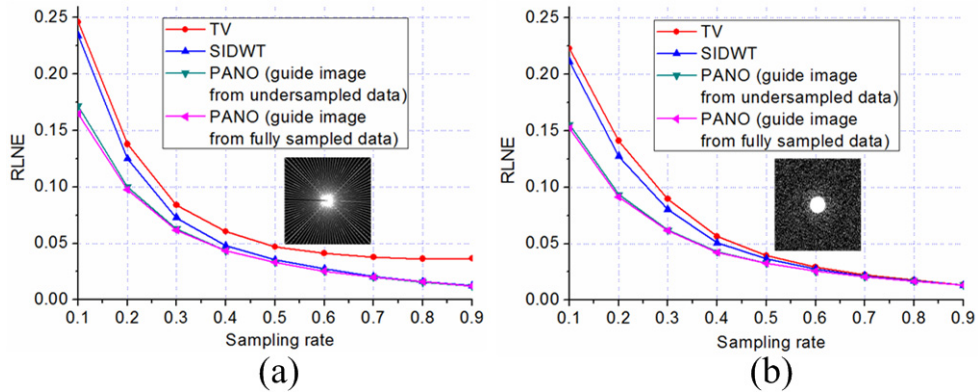 0.25
0.20
0.15
0.10
0.05
0.00
RLNE
TV
SIDWT
PANO (guide image
from undersampled data)
PANO (guide image
from fully sampled data)
0.1 0.2 0.3 0.4 0.5 0.6 0.7 0.8 0.9
Sampling rate
(a)
0.25
0.20
0.15
0.10
0.05
0.00
RLNE
TV
SIDWT
PANO (guide image
from undersampled data)
PANO (guide image
from fully sampled data)
0.1 0.2 0.3 0.4 0.5 0.6 0.7 0.8 0.9
Sampling rate
(b)